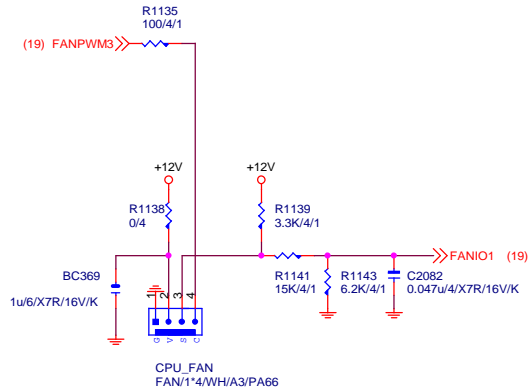 R1135
100/4/1
(19) FANPWM3
+12V
+12V
R1138
0/4
R1139
3.3K/4/1
FANIO1 (19)
BC369
1u/6/X7R/16V/K
R1141
15K/4/1
R1143
6.2K/4/1
C2082
0.047u/4/X7R/16V/K
1 2 3 4
G V S C
CPU_FAN
FAN/1*4/WH/A3/PA66